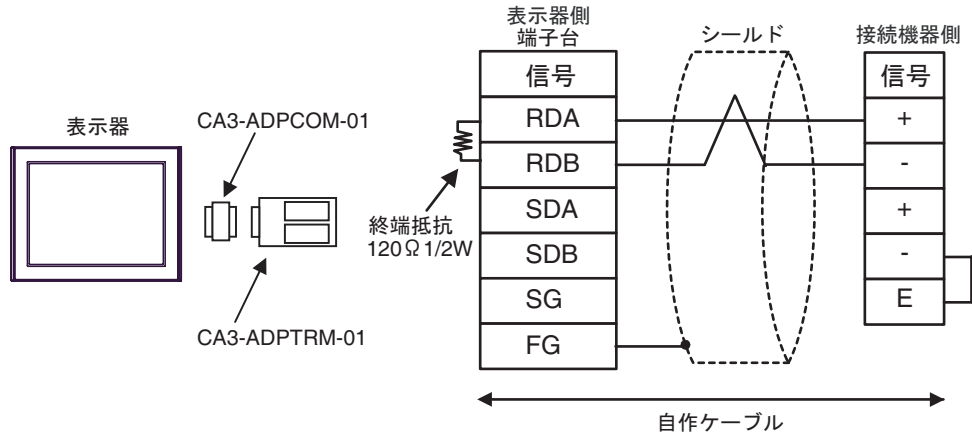 表示器
CA3-ADPCOM-01
CA3-ADPTRM-01
終端抵抗
120Ω 1/2W
表示器側
端子台
信号
RDA
RDB
SDA
SDB
SG
FG
シールド
接続機器側
信号
+
-
+
-
E
自作ケーブル